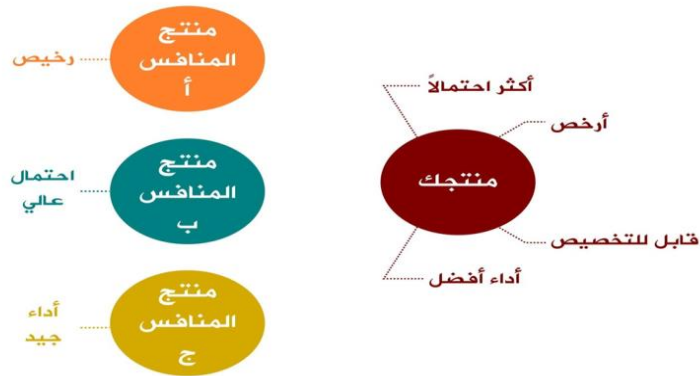 منتج
المنافس
أ
رخيص
منتج
المنافس
ب
احتمال
عالي
منتج
المنافس
ج
أداء
جيد
أكثر احتمالاً
أرخص
منتجك
قابل للتخصيص
أداء أفضل